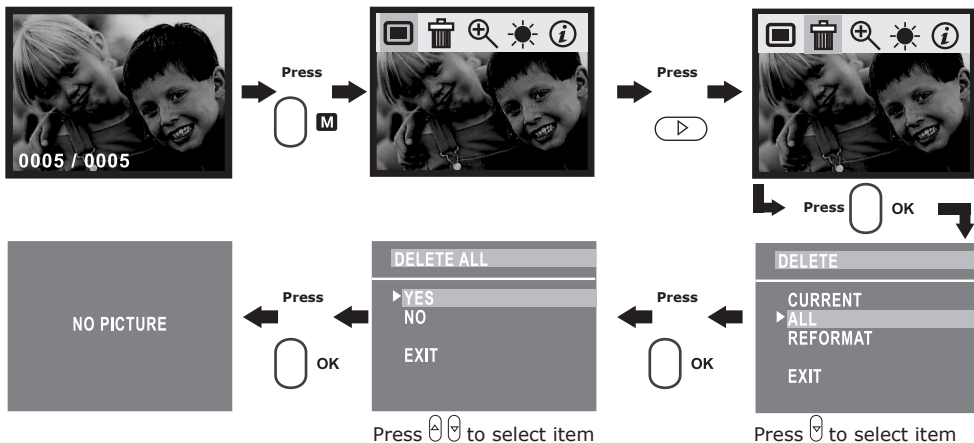 0005 / 0005
Press
M
i
Press
i
Press OK
DELETE
CURRENT
ALL
REFORMAT
EXIT
Press to select item
Press
OK
DELETE ALL
YES
NO
EXIT
Press to select item
Press
OK
NO PICTURE